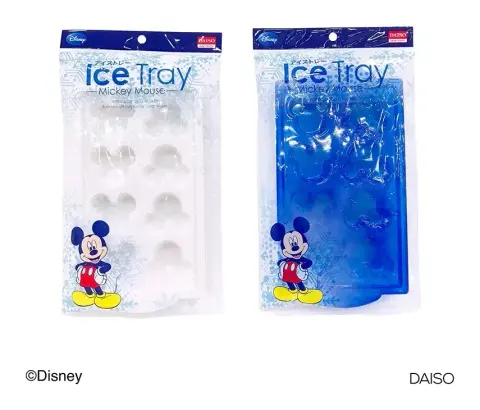 Disney
DAISO
アイストレー
ice Tray
Mickey Mouse
Disney
DAISO
アイストレー
ice Tray
Mickey Mouse
©Disney
DAISO